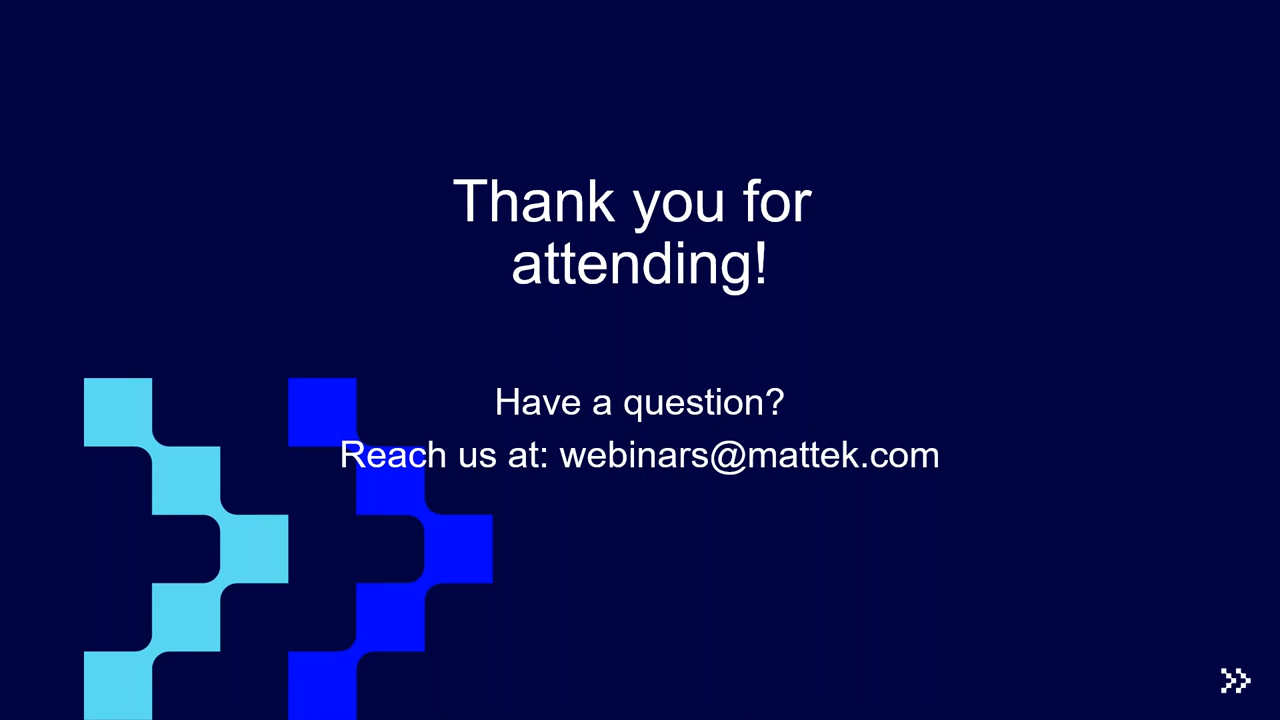 Thank you for
attending!
Have a question?
Reach us at: webinars@mattek.com